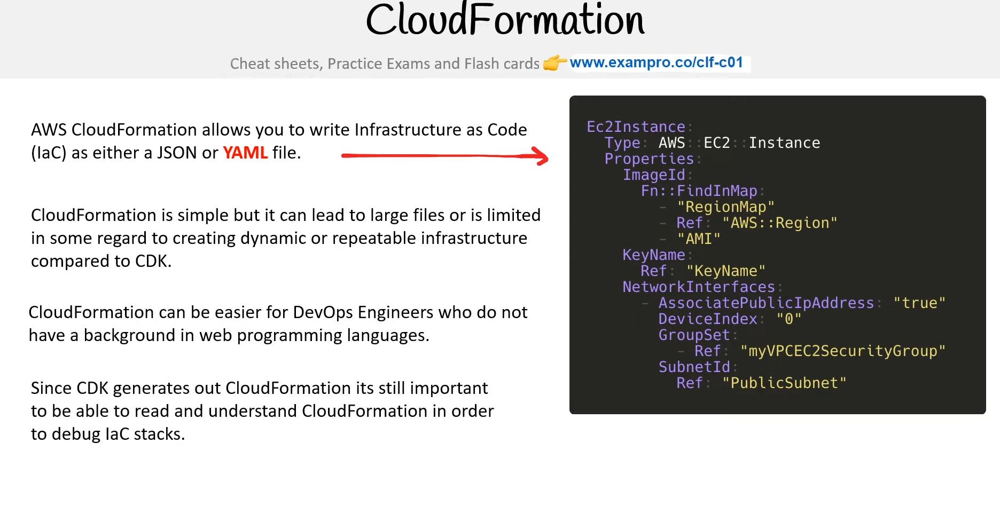 CloudFormation
Cheat sheets, Practice Exams and Flash cards 👉 www.exampro.co/clf-c01
AWS CloudFormation allows you to write Infrastructure as Code
(IaC) as either a JSON or YAML file.
CloudFormation is simple but it can lead to large files or is limited
in some regard to creating dynamic or repeatable infrastructure
compared to CDK.
CloudFormation can be easier for DevOps Engineers who do not
have a background in web programming languages.
Since CDK generates out CloudFormation its still important
to be able to read and understand CloudFormation in order
to debug IaC stacks.
Ec2Instance:
  Type: AWS::EC2::Instance
  Properties:
    ImageId:
      Fn::FindInMap:
        - "RegionMap"
        - Ref: "AWS::Region"
        - "AMI"
    KeyName:
      Ref: "KeyName"
    NetworkInterfaces:
      - AssociatePublicIpAddress: "true"
        DeviceIndex: "0"
        GroupSet:
          - Ref: "myVPCEC2SecurityGroup"
        SubnetId:
          Ref: "PublicSubnet"